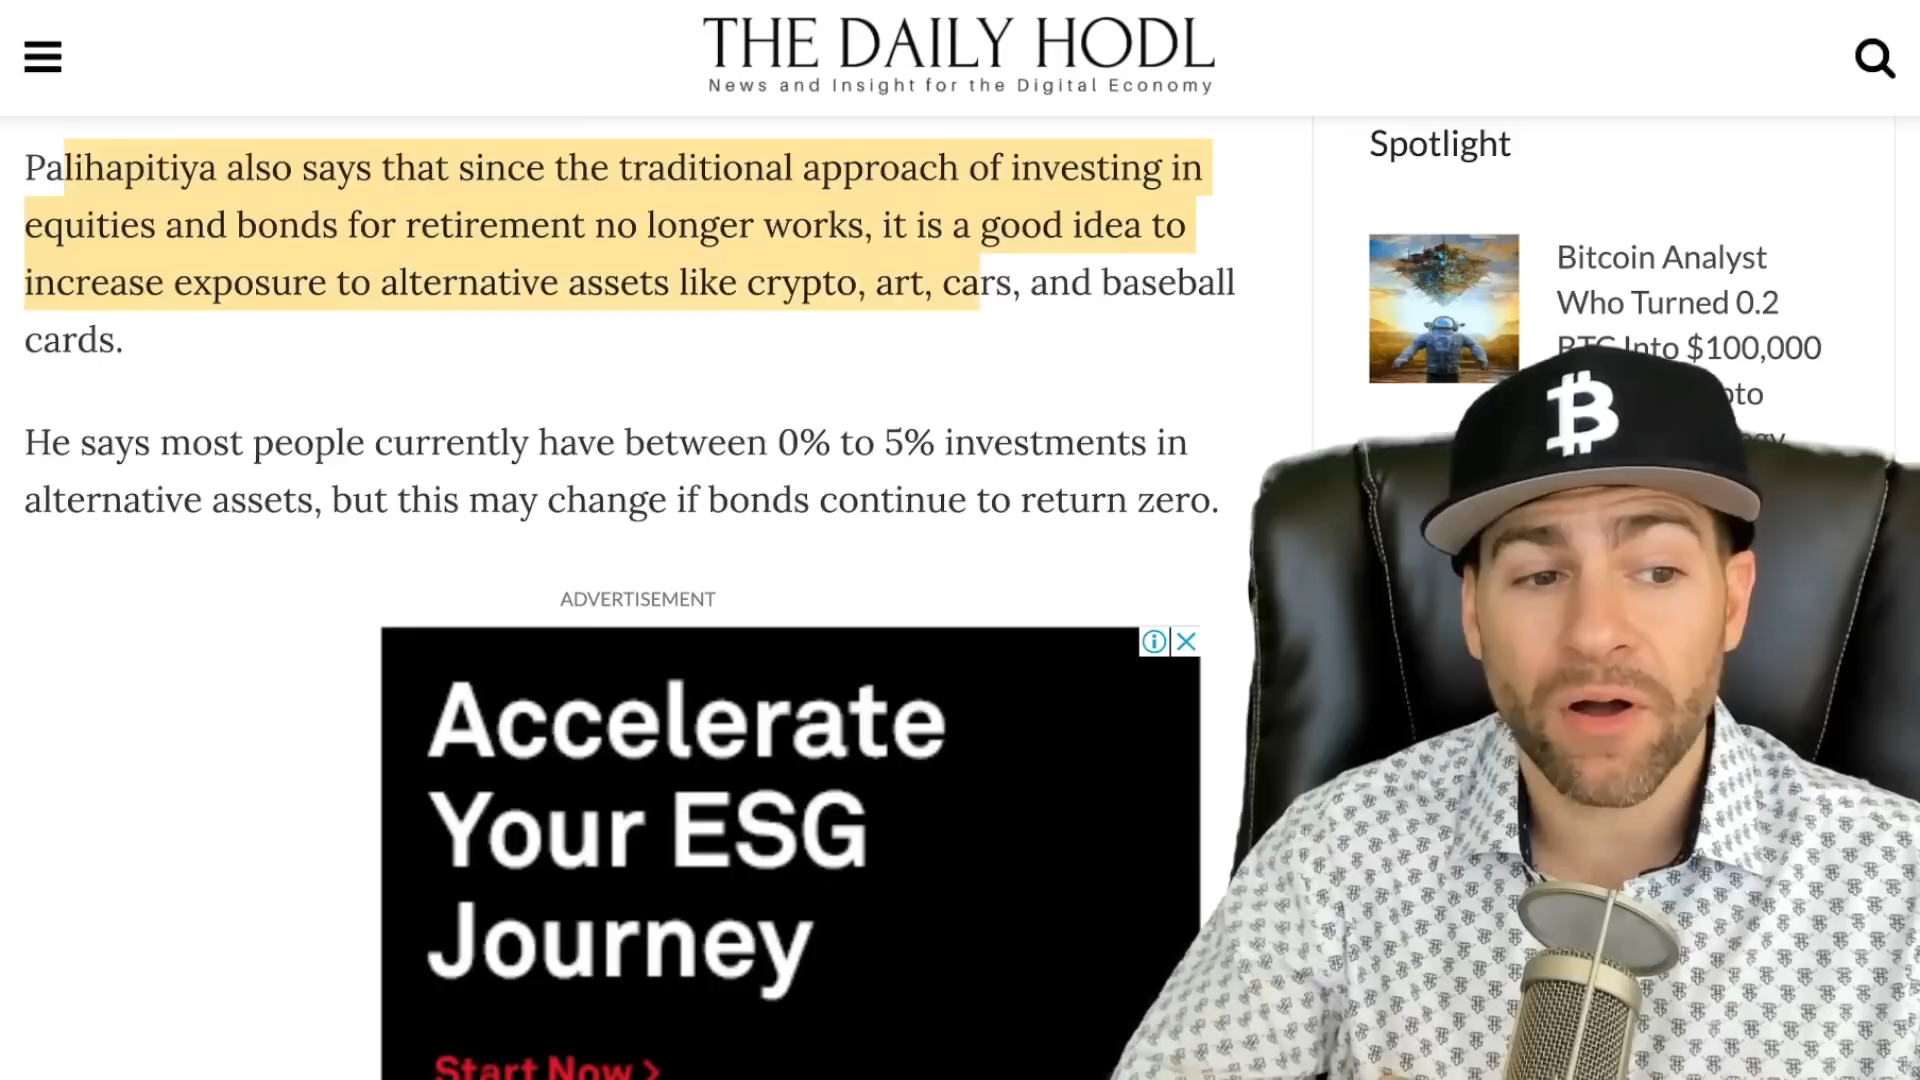 THE DAILY HODL
News and Insight for the Digital Economy
Palihapitiya also says that since the traditional approach of investing in
equities and bonds for retirement no longer works, it is a good idea to
increase exposure to alternative assets like crypto, art, cars, and baseball
cards.
He says most people currently have between 0% to 5% investments in
alternative assets, but this may change if bonds continue to return zero.
ADVERTISEMENT
Accelerate
Your ESG
Journey
Start Now >
Spotlight
Bitcoin Analyst
Who Turned 0.2
BTC Into $100,000